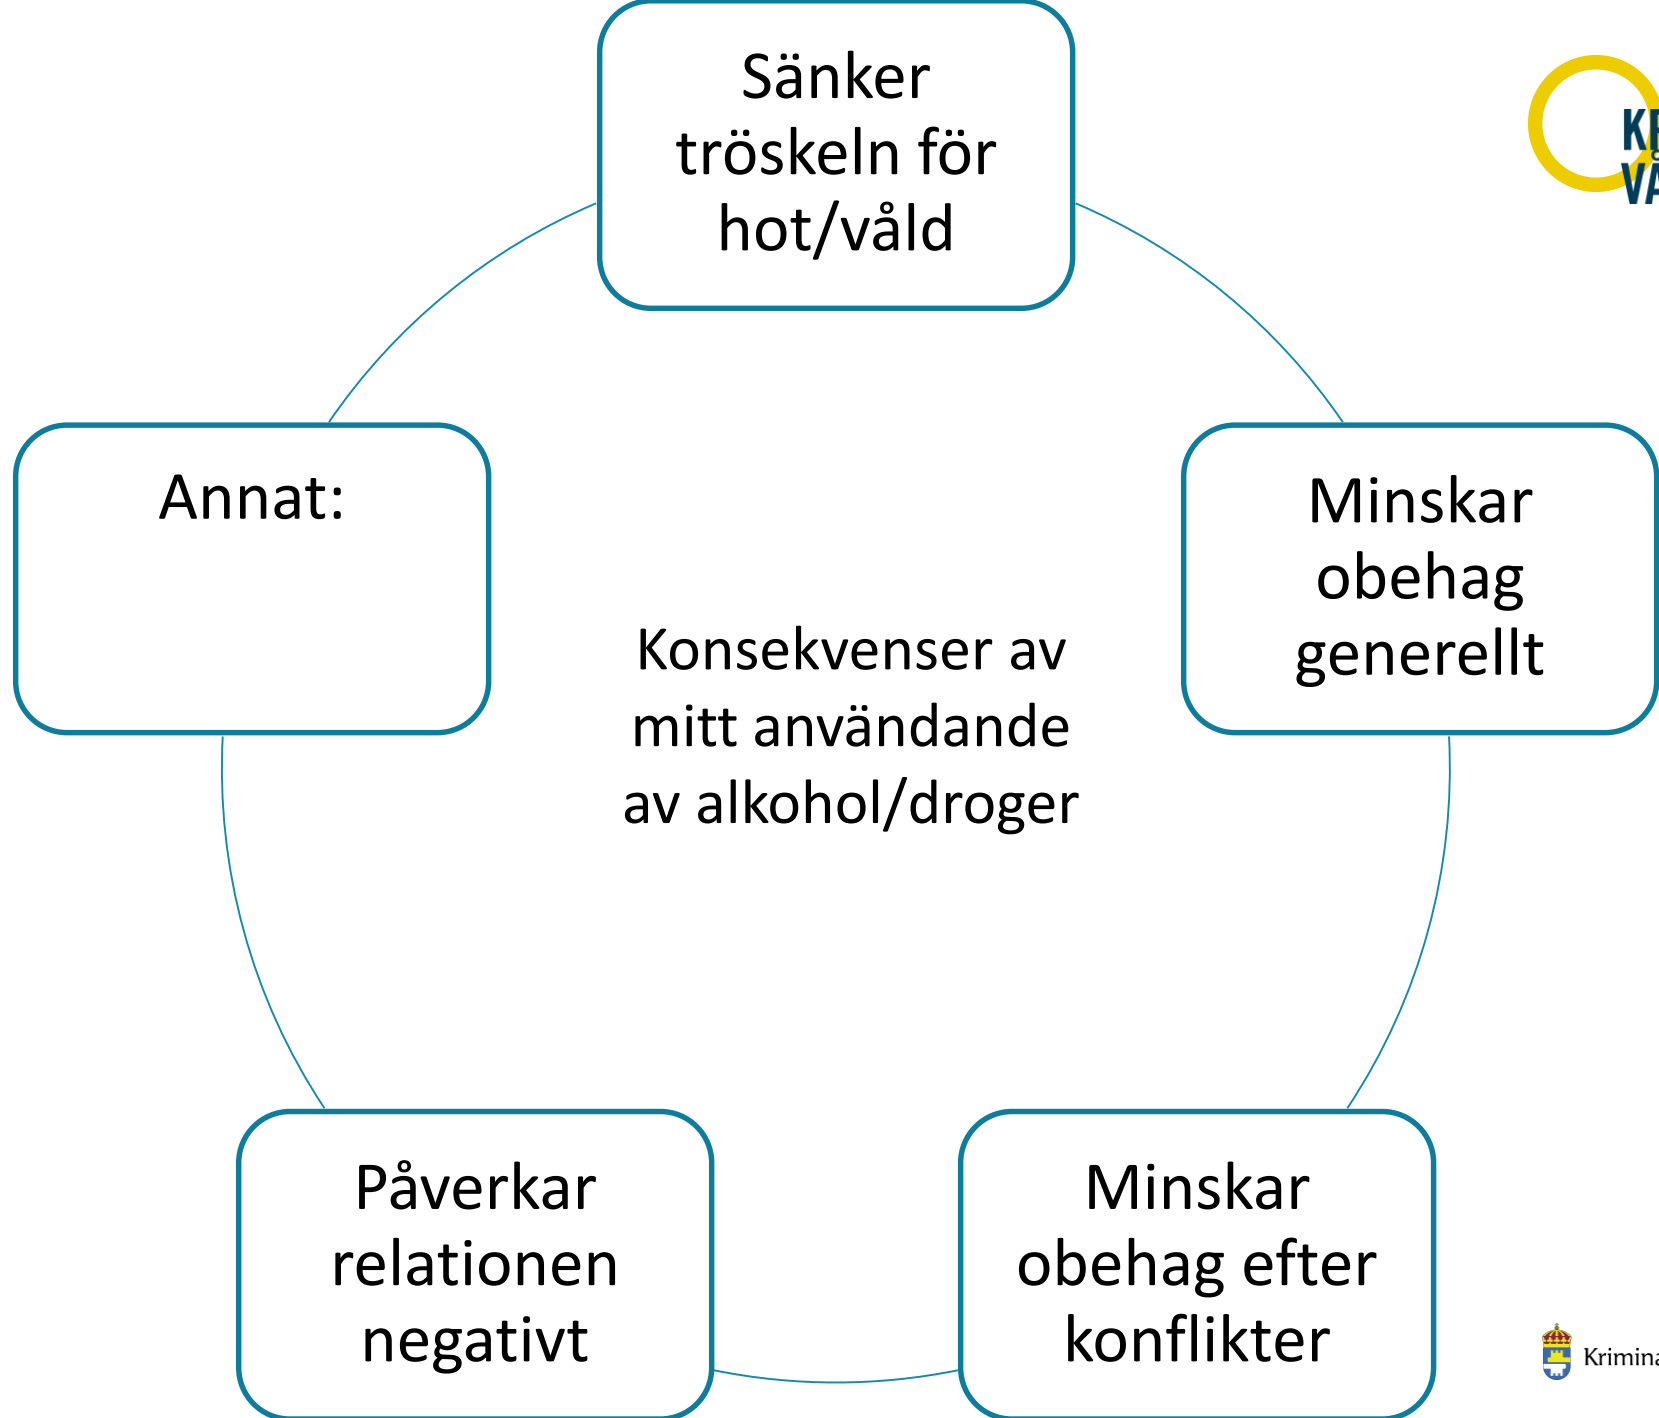 Sänker
tröskeln för
hot/våld
Minskar
obehag
generellt
Minskar
obehag efter
konflikter
Påverkar
relationen
negativt
Annat:
Konsekvenser av
mitt användande
av alkohol/droger